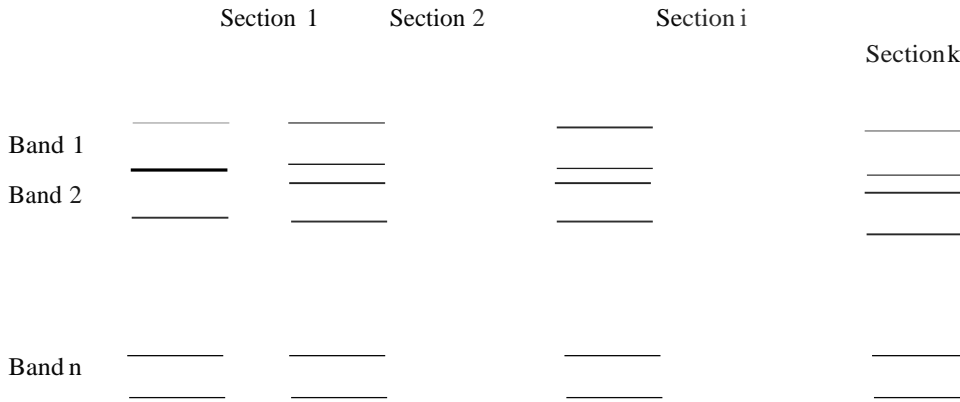 Section 1 Section 2 Section i
Section k
Band 1
Band 2
Band n